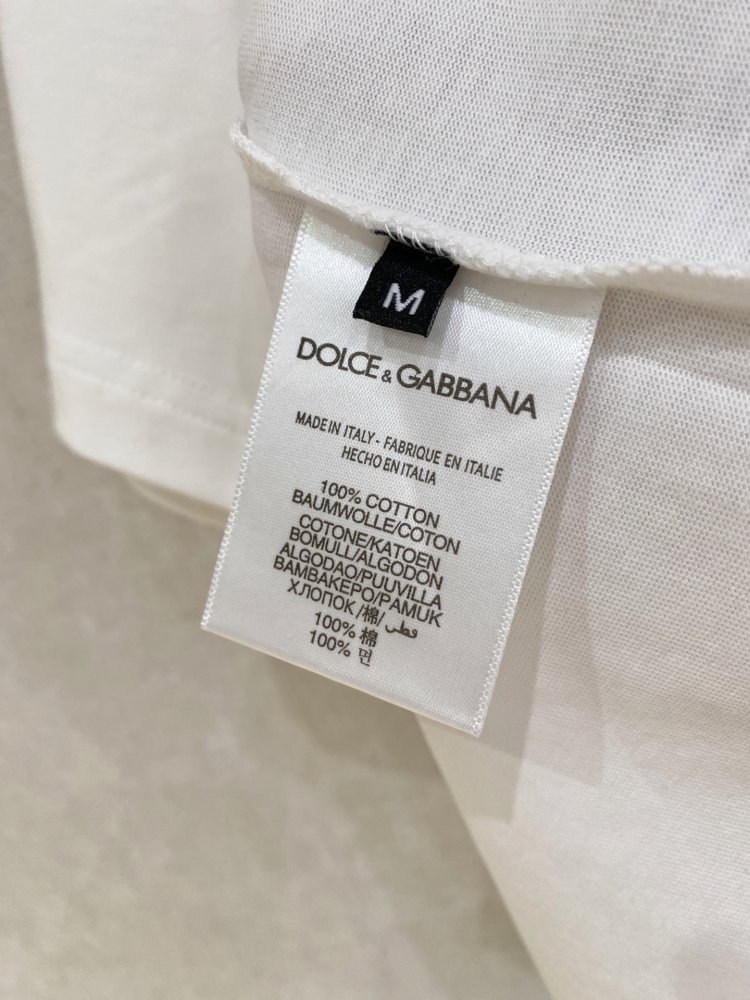 M
DOLCE & GABBANA
MADE IN ITALY - FABRIQUE EN ITALIE
HECHO EN ITALIA
100% COTTON
BAUMWOLLE/COTON
COTONE/KATOEN
BOMULL/ALGODON
ALGODAO/PUUVILLA
BAMBAKEPO/PAMUK
ХЛОПОК /棉/ قطن
100% 棉
100% 면